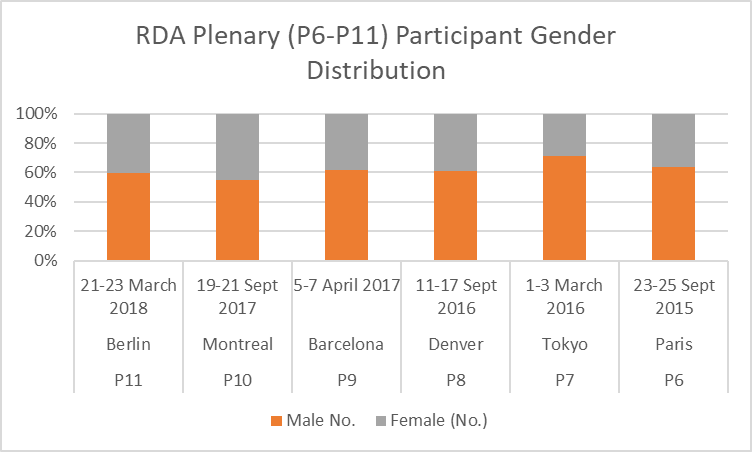 RDA Plenary (P6-P11) Participant Gender
Distribution
100%
80%
60%
40%
20%
0%
21-23 March
2018
19-21 Sept
2017
5-7 April 2017
11-17 Sept
2016
1-3 March
2016
23-25 Sept
2015
Berlin
Montreal
Barcelona
Denver
Tokyo
Paris
P11
P10
P9
P8
P7
P6
Male No.
Female (No.)